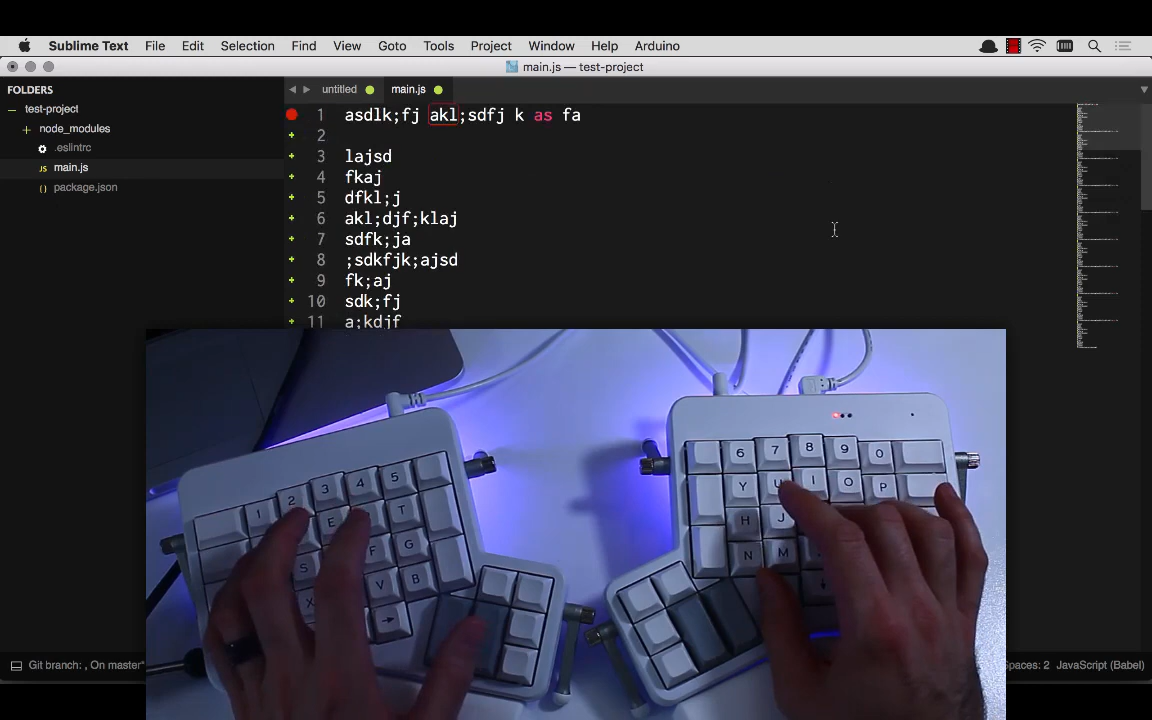 Sublime Text File Edit Selection Find View Goto Tools Project Window Help Arduino
main.js — test-project
FOLDERS
test-project
node_modules
.eslintrc
main.js
package.json
untitled main.js
1 asdlk;fj akl;sdfj k as fa
2
3 lajsd
4 fkaj
5 dfkl;j
6 akl;djf;klaj
7 sdfk;ja
8 ;sdkfjk;ajsd
9 fk;aj
10 sdk;fj
11 a;kdjf
1 2 3 4 5
E T
S F G
X V B
6 7 8 9 0
Y U I O P
H J
N M
Git branch: , On master* Spaces: 2 JavaScript (Babel)